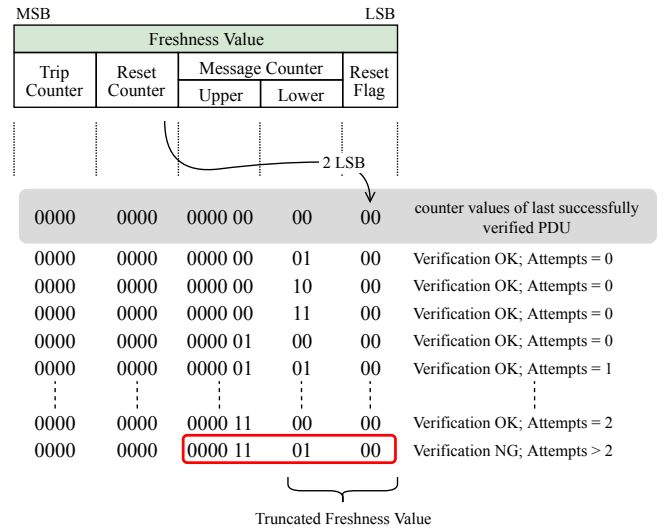 MSB LSB
Freshness Value
Trip Counter Reset Counter Message Counter Reset Flag
Upper Lower
2 LSB
0000 0000 0000 00 00 00 counter values of last successfully verified PDU
0000 0000 0000 00 01 00 Verification OK; Attempts = 0
0000 0000 0000 00 10 00 Verification OK; Attempts = 0
0000 0000 0000 00 11 00 Verification OK; Attempts = 0
0000 0000 0000 01 00 00 Verification OK; Attempts = 0
0000 0000 0000 01 01 00 Verification OK; Attempts = 1
0000 0000 0000 11 00 00 Verification OK; Attempts = 2
0000 0000 0000 11 01 00 Verification NG; Attempts > 2
Truncated Freshness Value